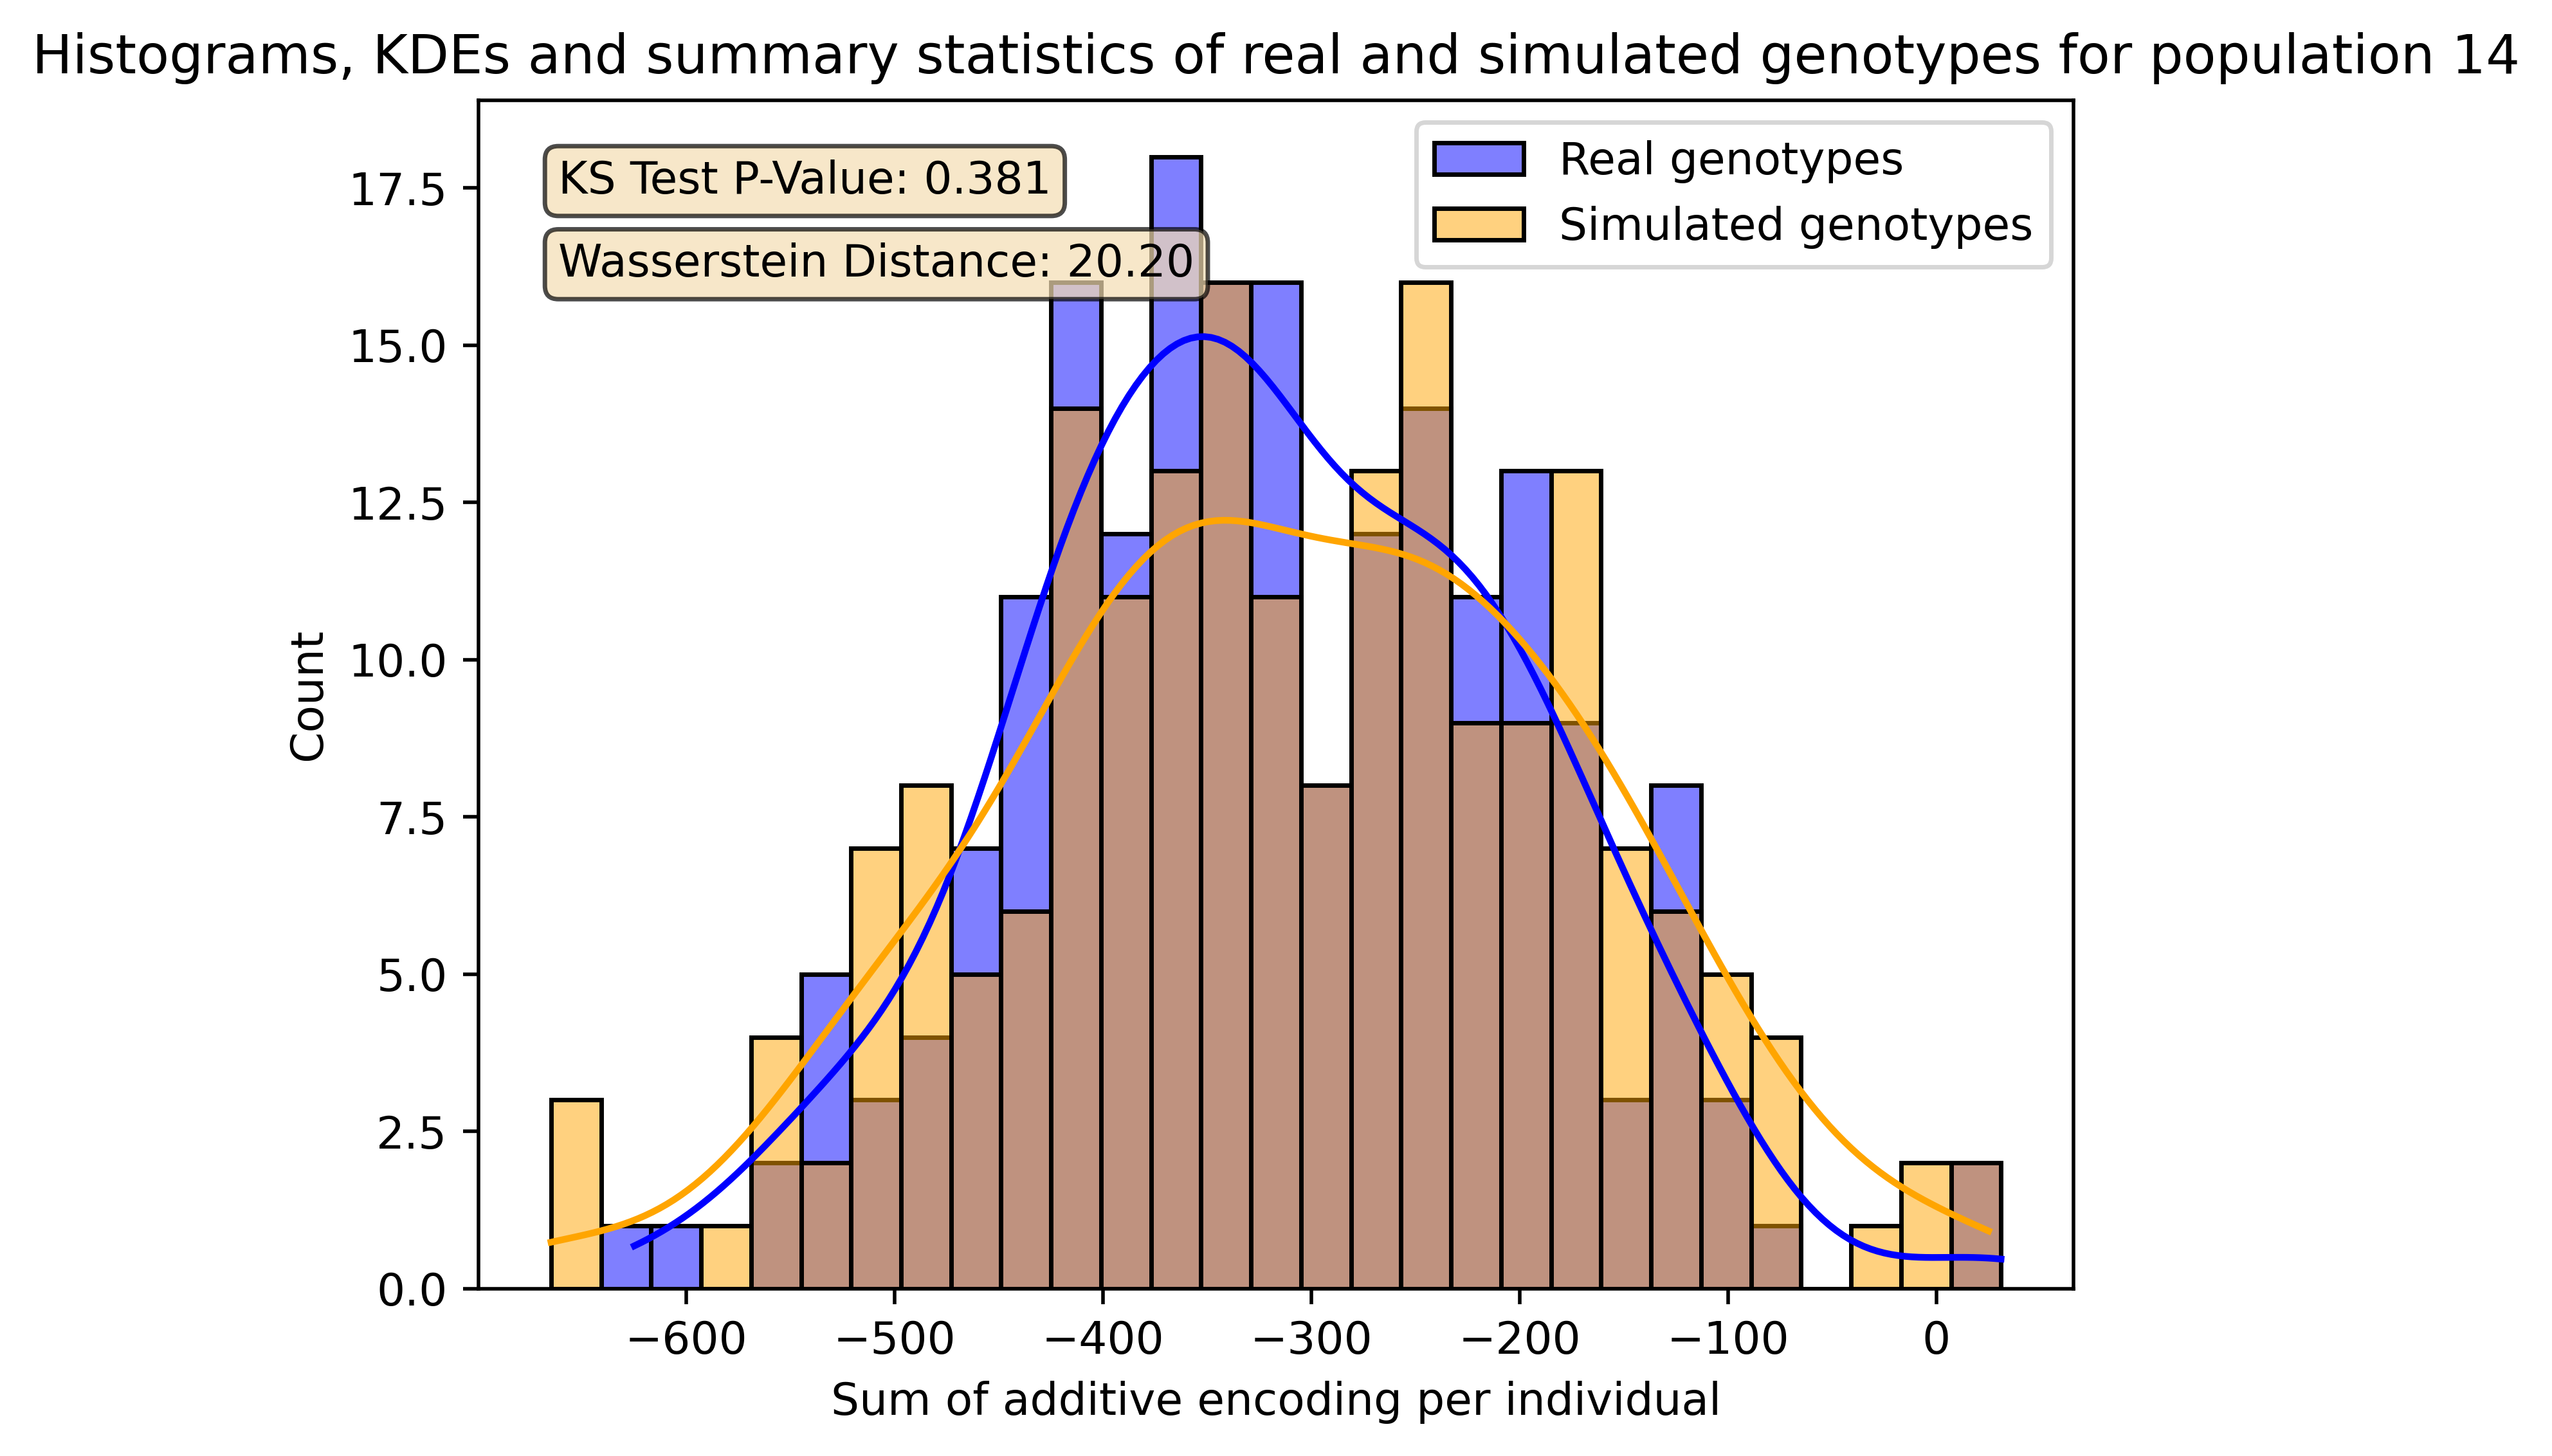 Histograms, KDEs and summary statistics of real and simulated genotypes for population 14
KS Test P-Value: 0.381
Wasserstein Distance: 20.20
Real genotypes
Simulated genotypes
17.5
15.0
12.5
10.0
7.5
5.0
2.5
0.0
Count
−600 −500 −400 −300 −200 −100 0
Sum of additive encoding per individual